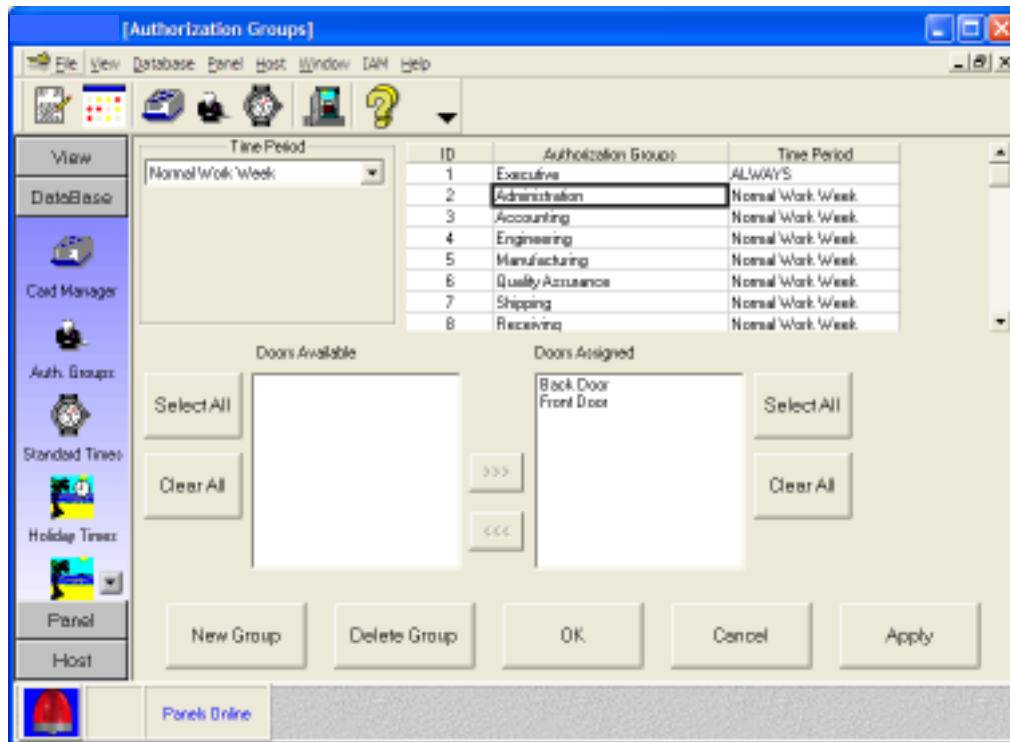 [Authorization Groups]
File View Database Panel Host Window IAM Help
View
DataBase
Card Manager
Auth. Groups
Standard Times
Holiday Times
Panel
Host
Time Period
Normal Work Week
ID Authorization Groups Time Period
1 Executive ALWAYS
2 Administration Normal Work Week
3 Accounting Normal Work Week
4 Engineering Normal Work Week
5 Manufacturing Normal Work Week
6 Quality Assurance Normal Work Week
7 Shipping Normal Work Week
8 Receiving Normal Work Week
Doors Available
Doors Assigned
Select All
Clear All
>>>
<<<
Back Door
Front Door
Select All
Clear All
New Group
Delete Group
OK
Cancel
Apply
Panels Online